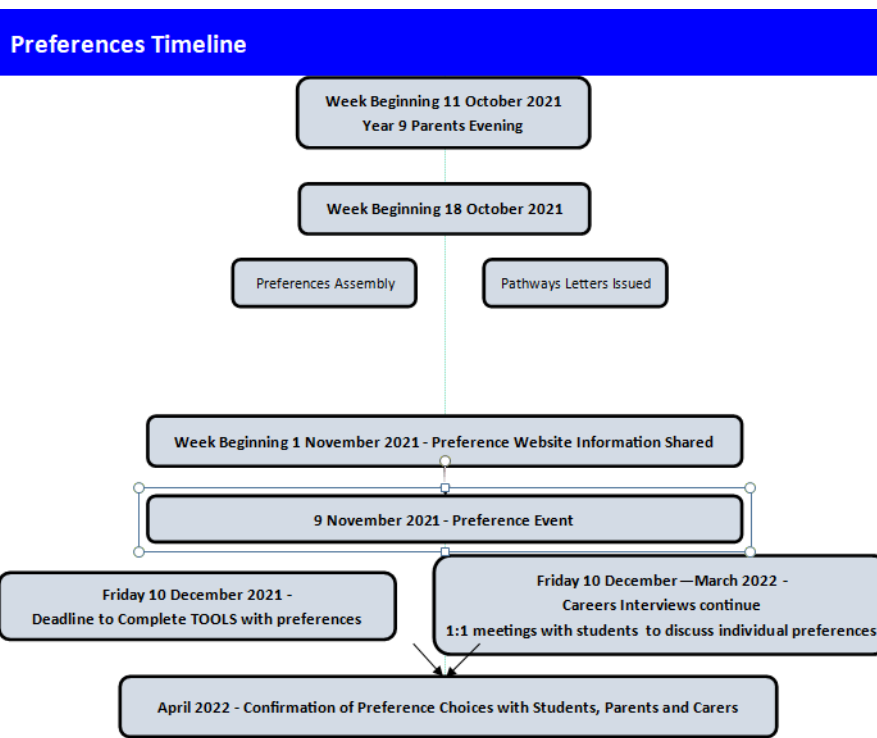 Preferences Timeline
Week Beginning 11 October 2021
Year 9 Parents Evening
Week Beginning 18 October 2021
Preferences Assembly
Pathways Letters Issued
Week Beginning 1 November 2021 - Preference Website Information Shared
9 November 2021 - Preference Event
Friday 10 December 2021 -
Deadline to Complete TOOLS with preferences
Friday 10 December—March 2022 -
Careers Interviews continue
1:1 meetings with students to discuss individual preferences
April 2022 - Confirmation of Preference Choices with Students, Parents and Carers